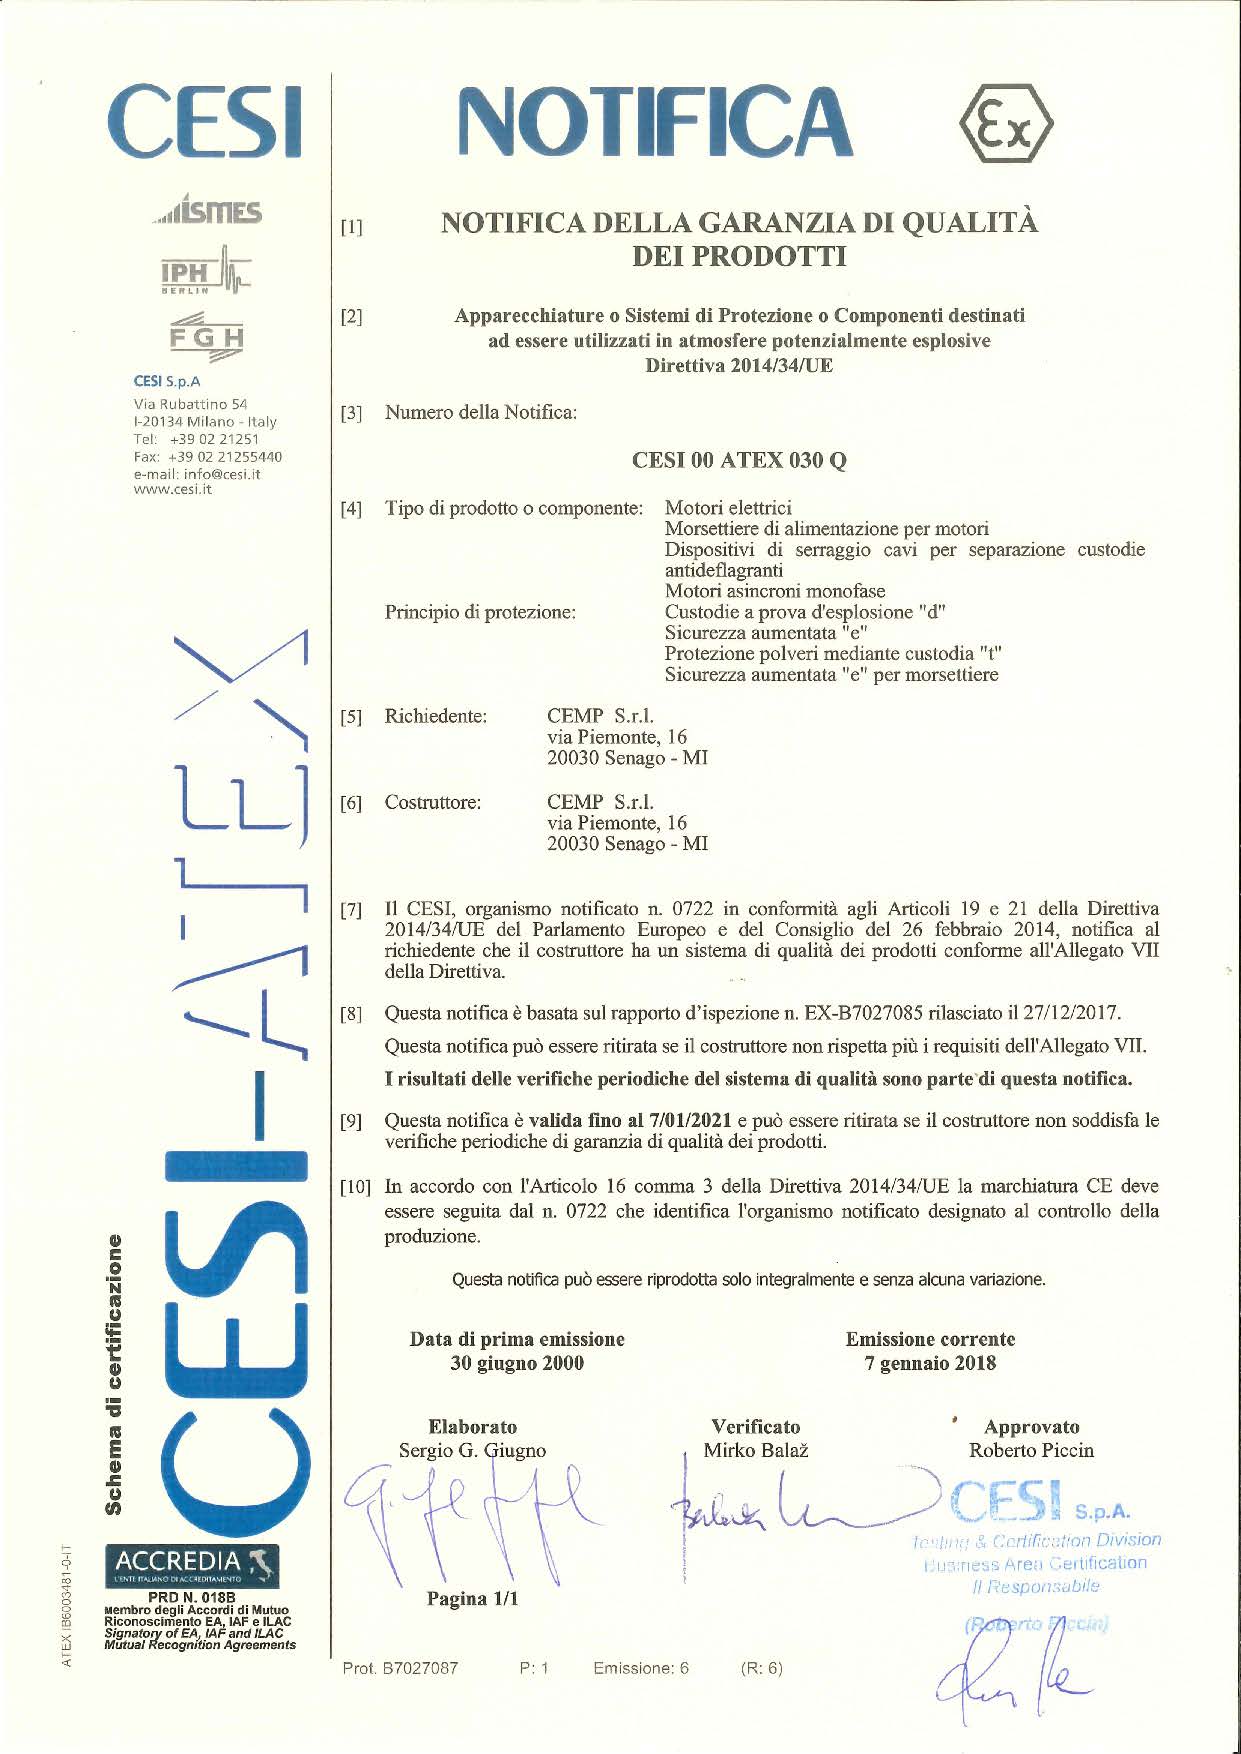 CESI
NOTIFICA
Ex
ISMES
IPH
BERLIN
FGH
CESI S.p.A
Via Rubattino 54
I-20134 Milano - Italy
Tel: +39 02 21251
Fax: +39 02 21255440
e-mail: info@cesi.it
www.cesi.it
[1] NOTIFICA DELLA GARANZIA DI QUALITÀ
DEI PRODOTTI
[2] Apparecchiature o Sistemi di Protezione o Componenti destinati
ad essere utilizzati in atmosfere potenzialmente esplosive
Direttiva 2014/34/UE
[3] Numero della Notifica:
CESI 00 ATEX 030 Q
[4] Tipo di prodotto o componente: Motori elettrici
Morsettiere di alimentazione per motori
Dispositivi di serraggio cavi per separazione custodie
antideflagranti
Motori asincroni monofase
Principio di protezione: Custodie a prova d'esplosione "d"
Sicurezza aumentata "e"
Protezione polveri mediante custodia "t"
Sicurezza aumentata "e" per morsettiere
[5] Richiedente: CEMP S.r.l.
via Piemonte, 16
20030 Senago - MI
[6] Costruttore: CEMP S.r.l.
via Piemonte, 16
20030 Senago - MI
[7] Il CESI, organismo notificato n. 0722 in conformità agli Articoli 19 e 21 della Direttiva
2014/34/UE del Parlamento Europeo e del Consiglio del 26 febbraio 2014, notifica al
richiedente che il costruttore ha un sistema di qualità dei prodotti conforme all'Allegato VII
della Direttiva.
[8] Questa notifica è basata sul rapporto d'ispezione n. EX-B7027085 rilasciato il 27/12/2017.
Questa notifica può essere ritirata se il costruttore non rispetta più i requisiti dell'Allegato VII.
I risultati delle verifiche periodiche del sistema di qualità sono parte di questa notifica.
[9] Questa notifica è valida fino al 7/01/2021 e può essere ritirata se il costruttore non soddisfa le
verifiche periodiche di garanzia di qualità dei prodotti.
[10] In accordo con l'Articolo 16 comma 3 della Direttiva 2014/34/UE la marchiatura CE deve
essere seguita dal n. 0722 che identifica l'organismo notificato designato al controllo della
produzione.
Questa notifica può essere riprodotta solo integralmente e senza alcuna variazione.
Data di prima emissione
30 giugno 2000
Emissione corrente
7 gennaio 2018
Elaborato
Sergio G. Giugno
Verificato
Mirko Balaž
Approvato
Roberto Piccin
CESI S.p.A.
Testing & Certification Division
Business Area Certification
Il Responsabile
(Roberto Piccin)
Pagina 1/1
Prot. B7027087 P: 1 Emissione: 6 (R: 6)
Schema di certificazione
CESI-ATEX
ACCREDIA
L'ENTE ITALIANO DI ACCREDITAMENTO
PRD N. 018B
Membro degli Accordi di Mutuo
Riconoscimento EA, IAF e ILAC
Signatory of EA, IAF and ILAC
Mutual Recognition Agreements
ATEX IB6003481-0-IT